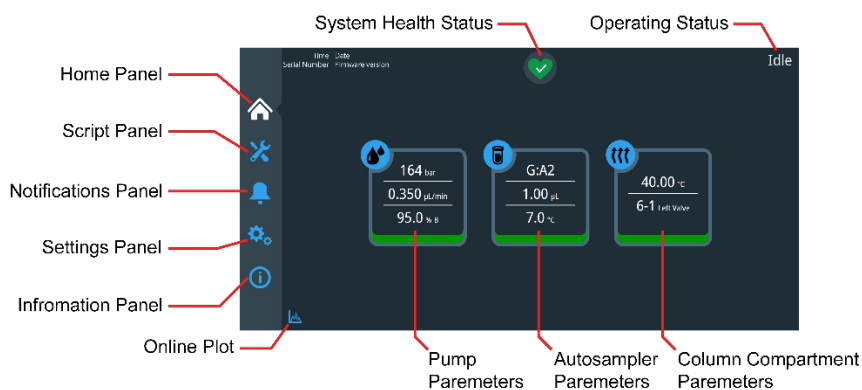 System Health Status
Operating Status
Time Date
Serial Number Firmware version
Idle
Home Panel
Script Panel
Notifications Panel
Settings Panel
Infromation Panel
Online Plot
164 bar
0.350 µL/min
95.0 % B
G:A2
1.00 µL
7.0 °C
40.00 °C
6-1 Left Valve
Pump
Paremeters
Autosampler
Paremeters
Column Compartment
Paremeters